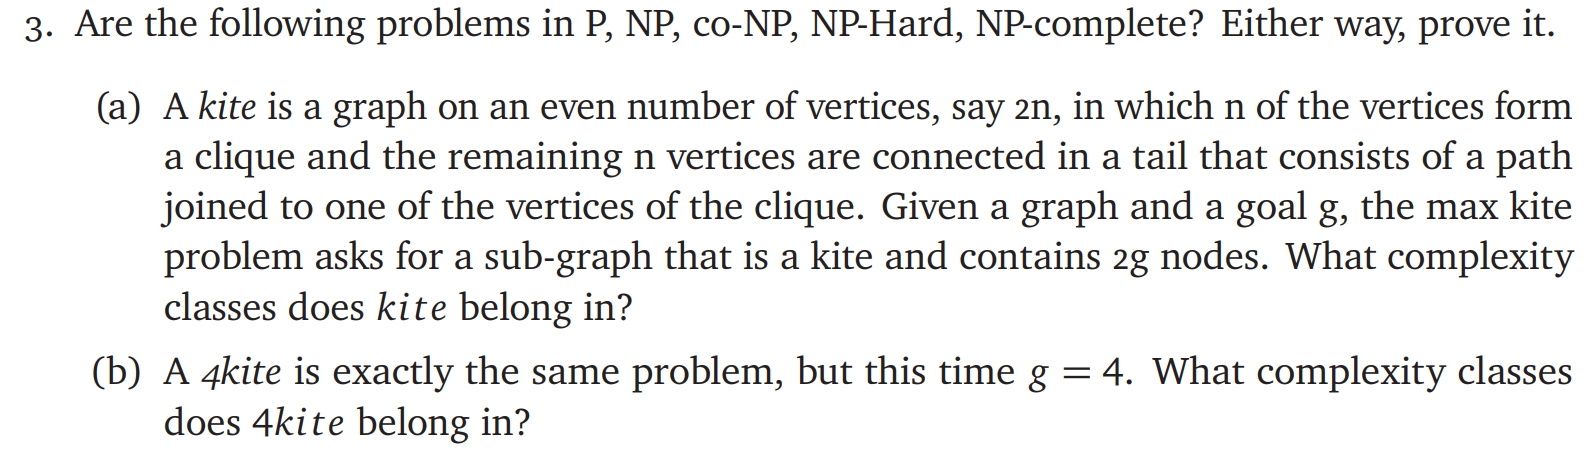 3. Are the following problems in P, NP, co-NP, NP-Hard, NP-complete? Either way, prove it.
(a) A kite is a graph on an even number of vertices, say 2n, in which n of the vertices form
a clique and the remaining n vertices are connected in a tail that consists of a path
joined to one of the vertices of the clique. Given a graph and a goal g, the max kite
problem asks for a sub-graph that is a kite and contains 2g nodes. What complexity
classes does kite belong in?
(b) A 4kite is exactly the same problem, but this time g = 4. What complexity classes
does 4kite belong in?